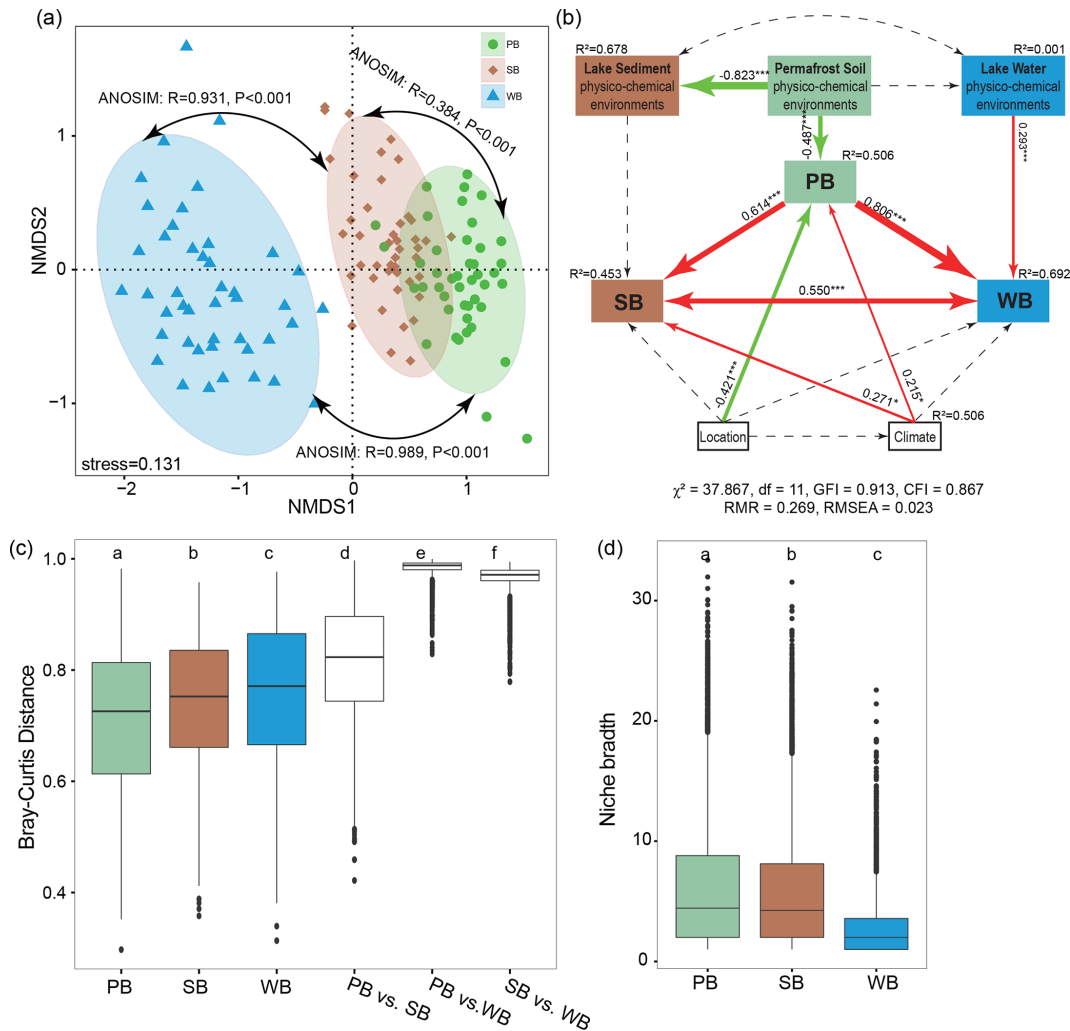 (a)
PB
SB
WB
ANOSIM: R=0.931, P<0.001
ANOSIM: R=0.384, P<0.001
ANOSIM: R=0.989, P<0.001
NMDS2
1
0
−1
stress=0.131
−2
−1
0
1
NMDS1
(b)
R²=0.678
R²=0.001
Lake Sediment
physico-chemical
environments
-0.823***
Permafrost Soil
physico-chemical
environments
Lake Water
physico-chemical
environments
-0.487***
0.293***
R²=0.506
PB
0.614***
0.806***
R²=0.453
R²=0.692
SB
0.550***
WB
-0.421***
0.271*
0.215*
R²=0.506
Location
Climate
χ² = 37.867, df = 11, GFI = 0.913, CFI = 0.867
RMR = 0.269, RMSEA = 0.023
(c)
a
b
c
d
e
f
Bray-Curtis Distance
1.0
0.8
0.6
0.4
PB
SB
WB
PB vs. SB
PB vs.WB
SB vs. WB
(d)
a
b
c
Niche bradth
30
20
10
0
PB
SB
WB